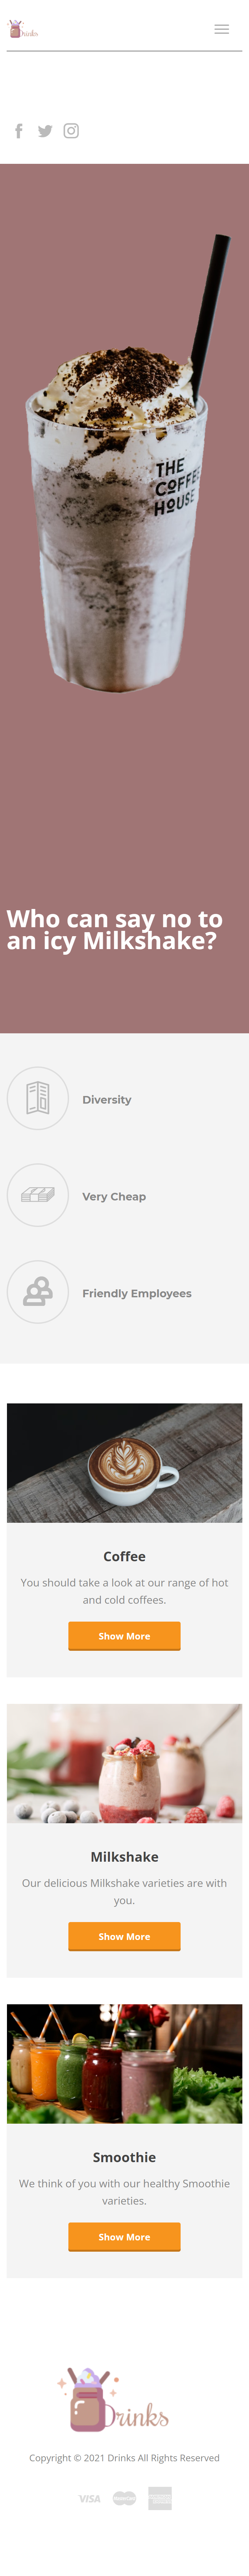 Drinks
THE
COFFEE
HOUSE
Who can say no to
an icy Milkshake?
Diversity
Very Cheap
Friendly Employees
Coffee
You should take a look at our range of hot
and cold coffees.
Show More
Milkshake
Our delicious Milkshake varieties are with
you.
Show More
Smoothie
We think of you with our healthy Smoothie
varieties.
Show More
Drinks
Copyright © 2021 Drinks All Rights Reserved
VISA